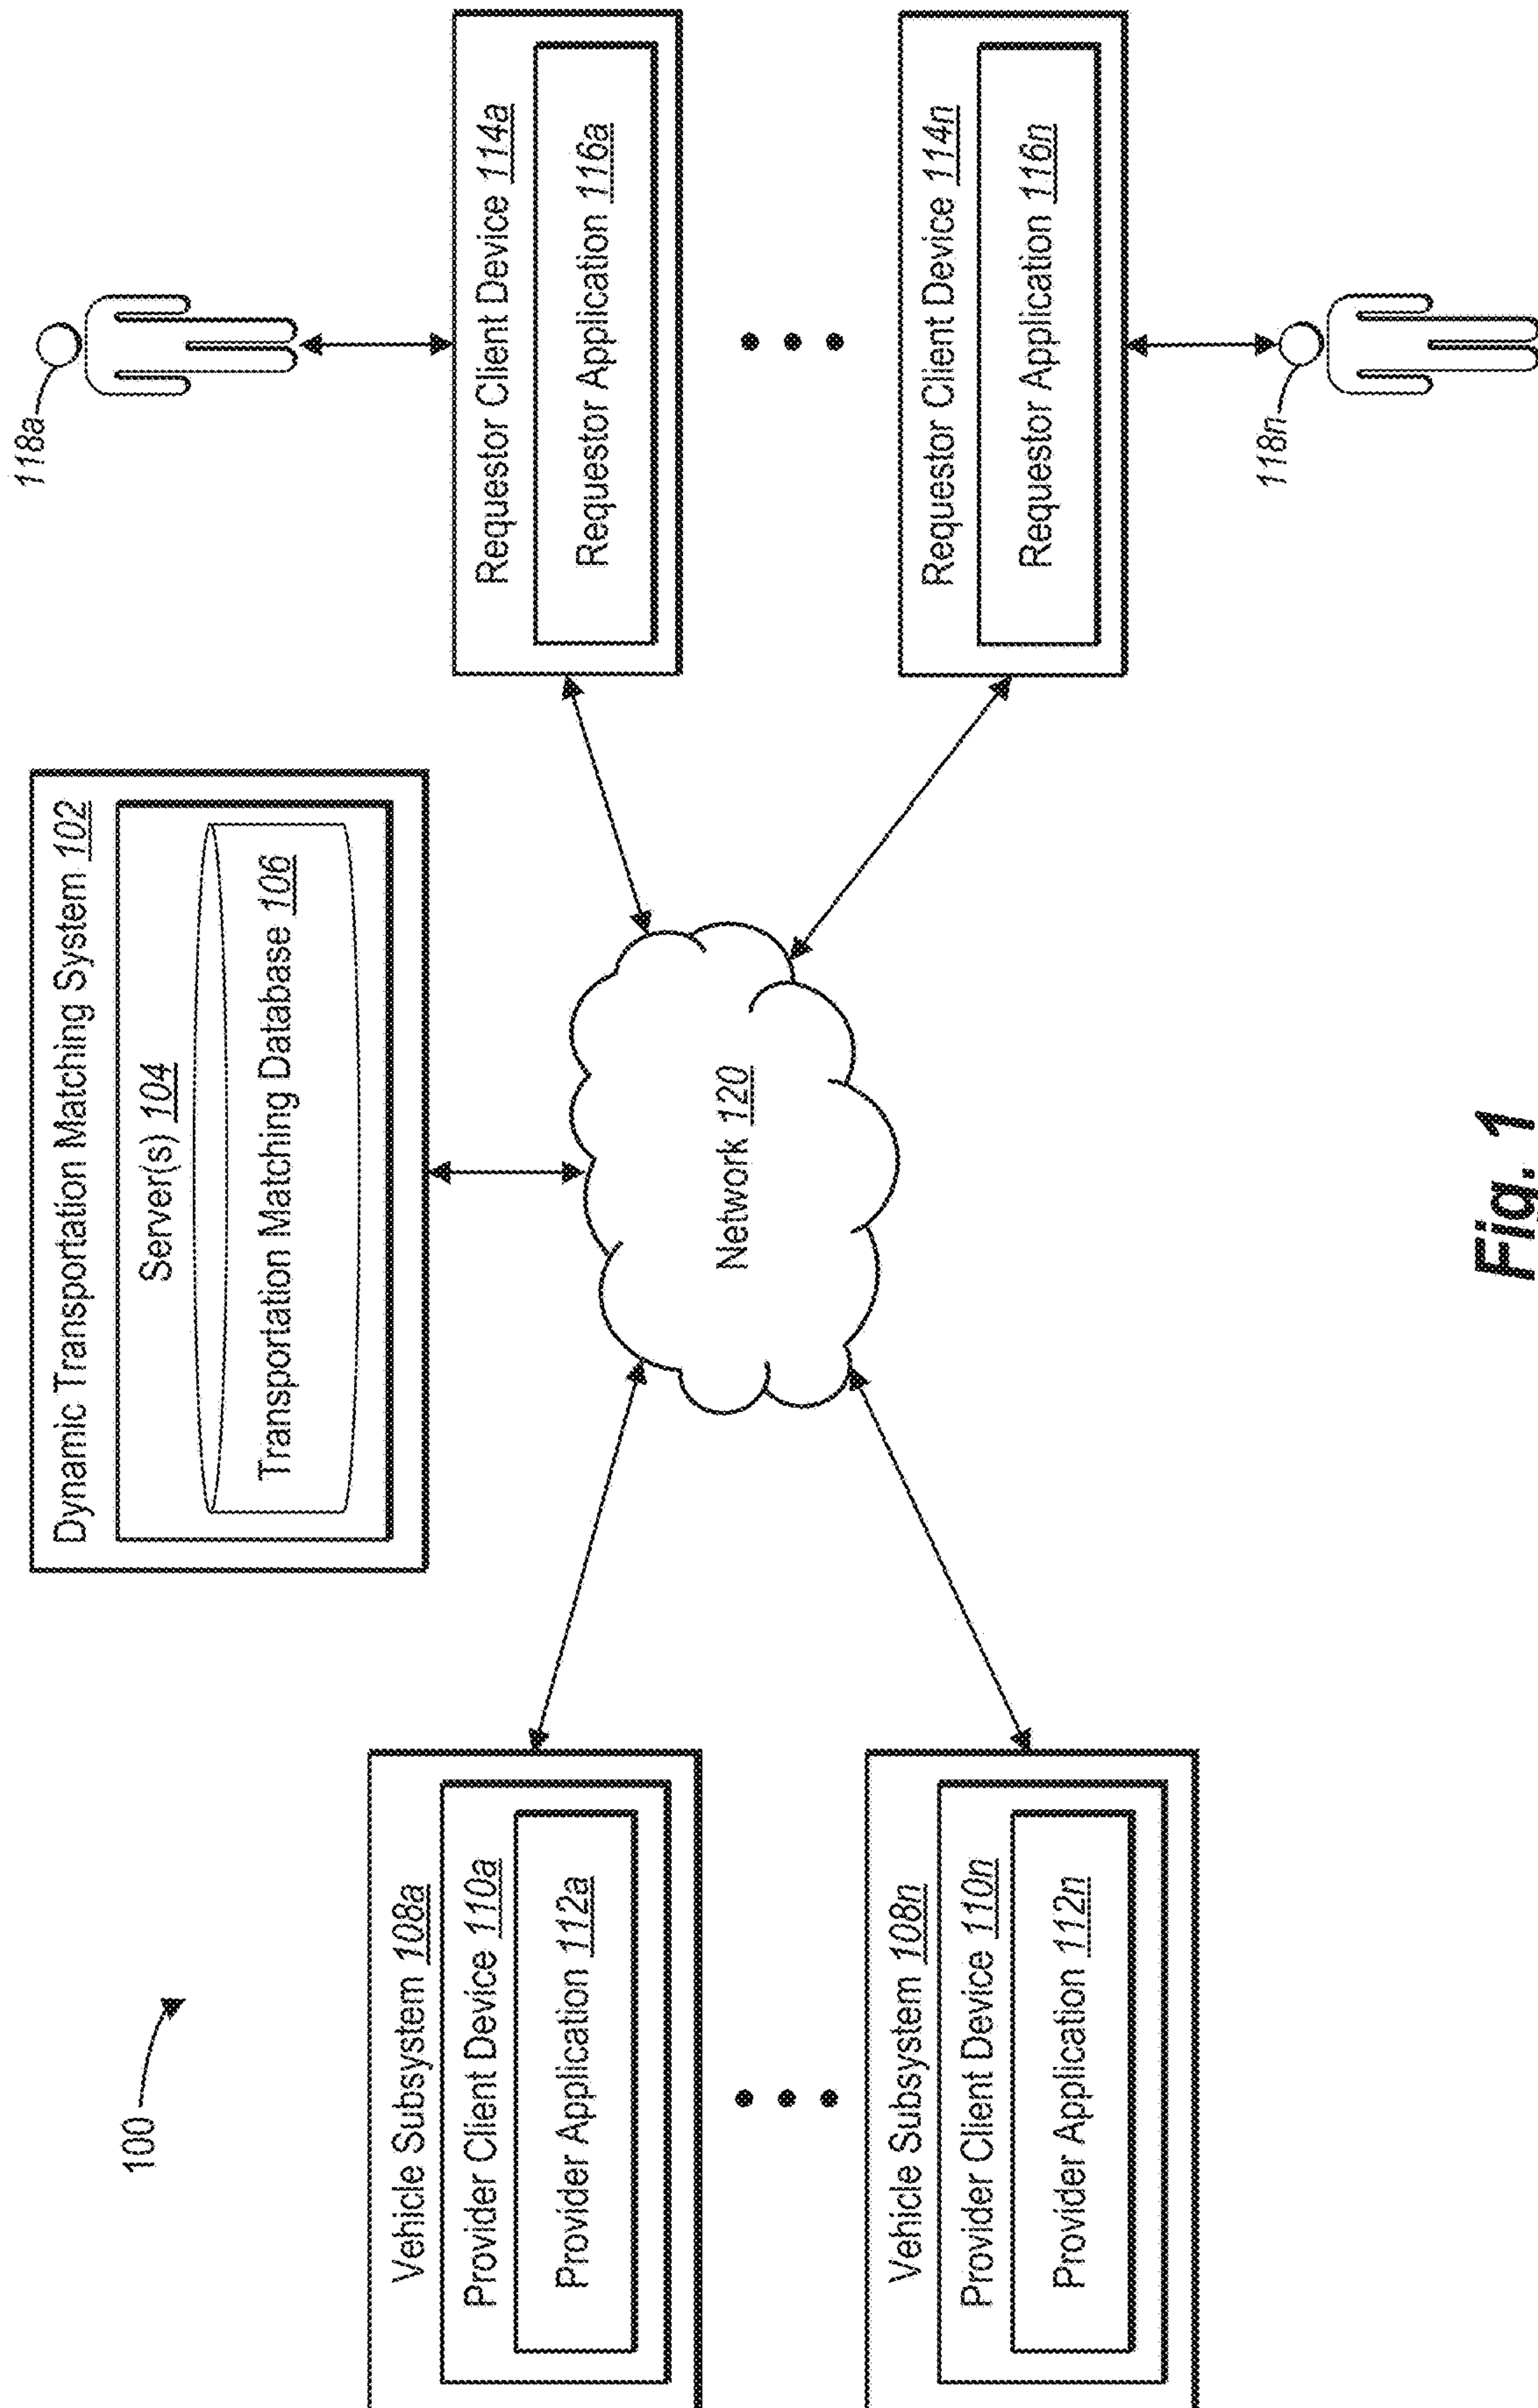 100
Dynamic Transportation Matching System 102
Server(s) 104
Transportation Matching Database 106
118a
Vehicle Subsystem 108a
Provider Client Device 110a
Provider Application 112a
Network 120
Requestor Client Device 114a
Requestor Application 116a
Vehicle Subsystem 108n
Provider Client Device 110n
Provider Application 112n
Requestor Client Device 114n
Requestor Application 116n
118n
Fig. 1